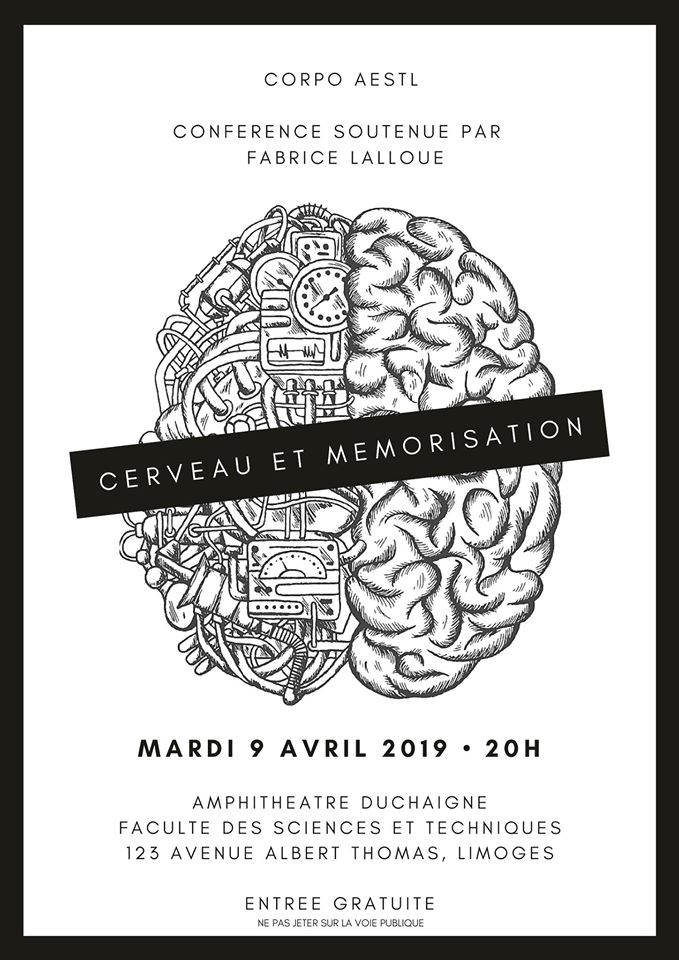 CORPO AESTL
CONFERENCE SOUTENUE PAR
FABRICE LALLOUE
CERVEAU ET MEMORISATION
MARDI 9 AVRIL 2019 • 20H
AMPHITHEATRE DUCHAIGNE
FACULTE DES SCIENCES ET TECHNIQUES
123 AVENUE ALBERT THOMAS, LIMOGES
ENTREE GRATUITE
NE PAS JETER SUR LA VOIE PUBLIQUE